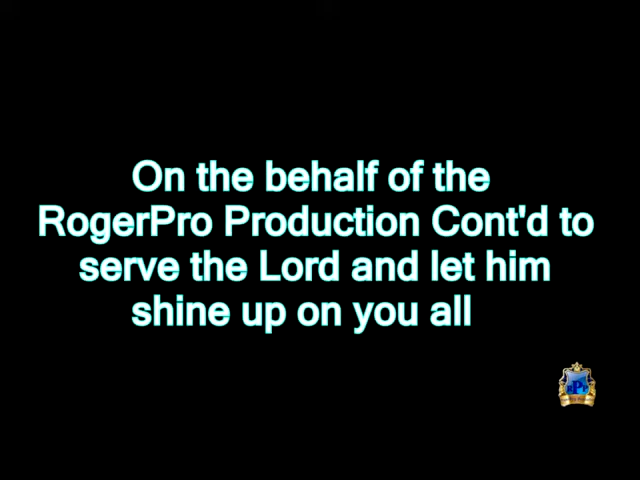 On the behalf of the
RogerPro Production Cont'd to
serve the Lord and let him
shine up on you all